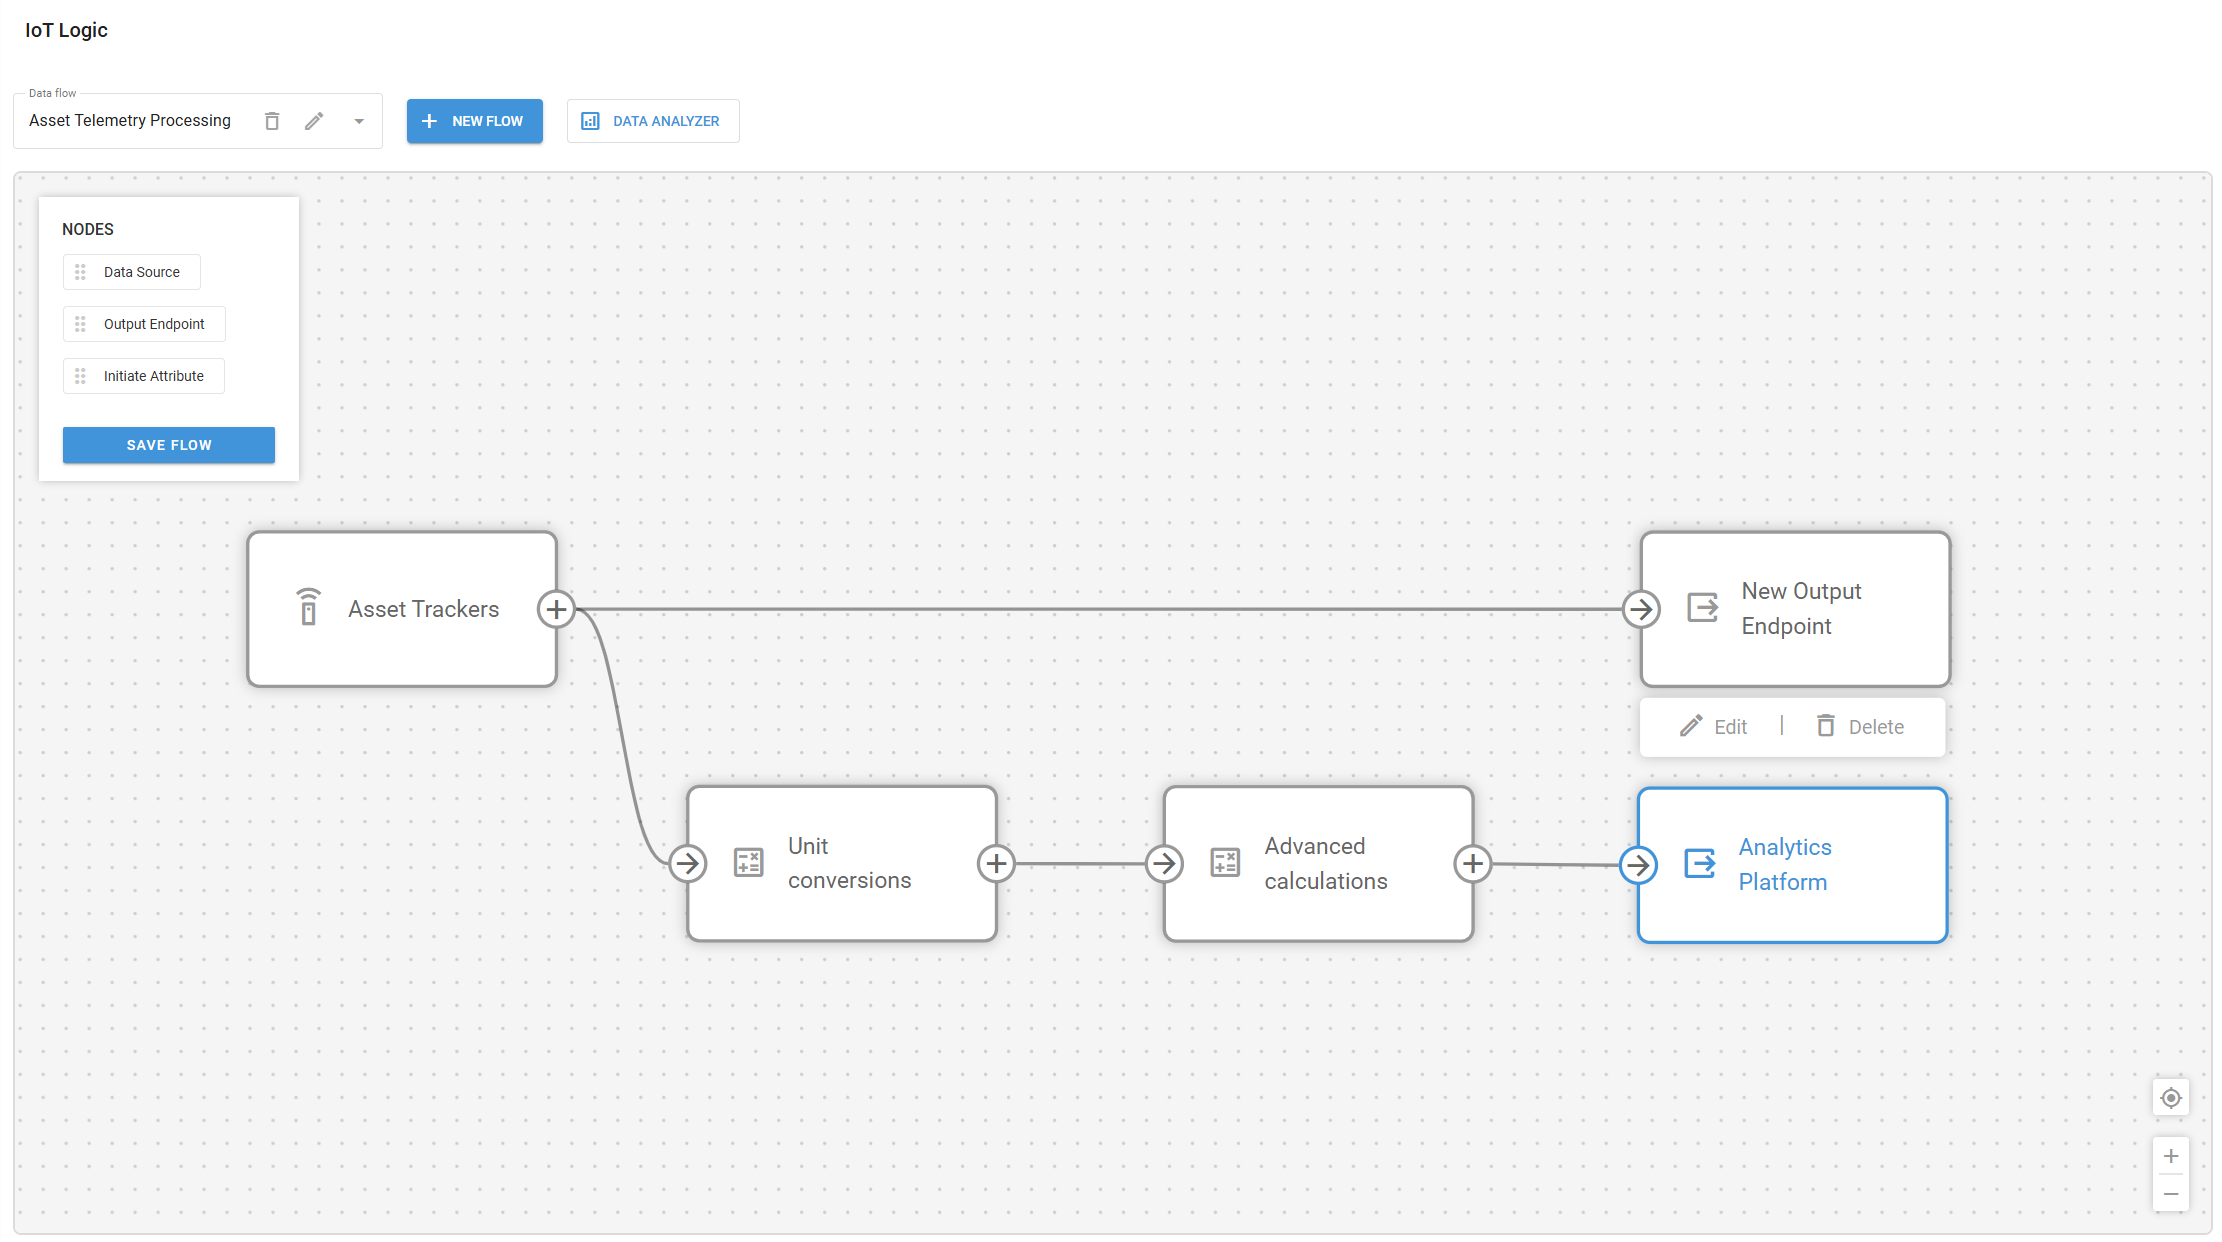 IoT Logic
Data flow
Asset Telemetry Processing
NEW FLOW
DATA ANALYZER
NODES
Data Source
Output Endpoint
Initiate Attribute
SAVE FLOW
Asset Trackers
New Output
Endpoint
Edit | Delete
Unit
conversions
Advanced
calculations
Analytics
Platform